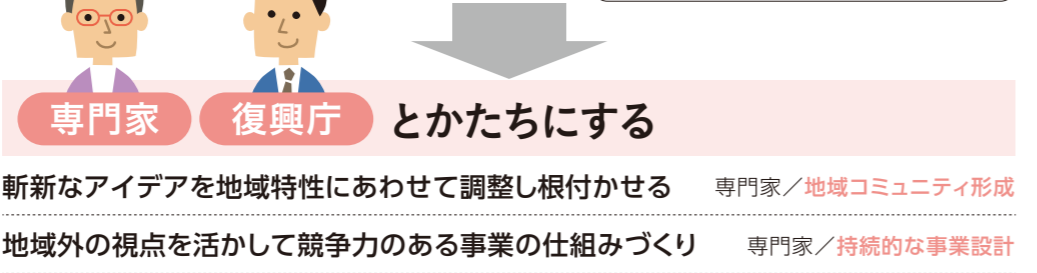 専門家 復興庁 とかたちにする
斬新なアイデアを地域特性にあわせて調整し根付かせる 専門家／地域コミュニティ形成
地域外の視点を活かして競争力のある事業の仕組みづくり 専門家／持続的な事業設計